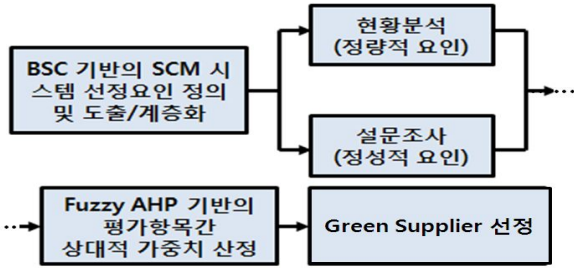 BSC 기반의 SCM 시
스템 선정요인 정의
및 도출/계층화
현황분석
(정량적 요인)
설문조사
(정성적 요인)
Fuzzy AHP 기반의
평가항목간
상대적 가중치 산정
Green Supplier 선정